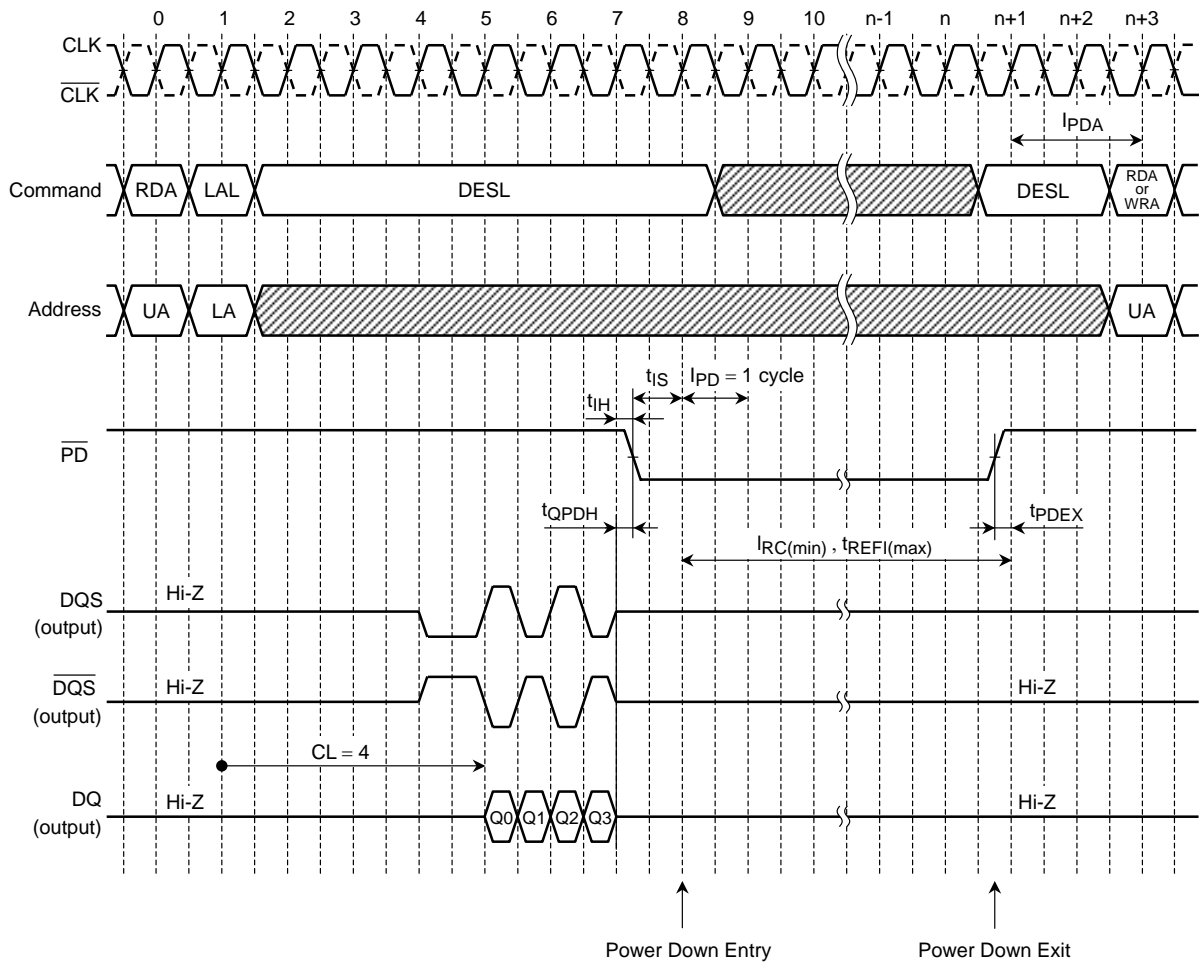 0 1 2 3 4 5 6 7 8 9 10 n-1 n n+1 n+2 n+3
CLK
CLK
IPDA
Command RDA LAL DESL DESL RDA or WRA
Address UA LA UA
tIS IPD = 1 cycle
tIH
PD
tQPDH tPDEX
IRC(min) , tREFI(max)
DQS (output) Hi-Z
DQS (output) Hi-Z Hi-Z
CL = 4
DQ (output) Hi-Z Q0 Q1 Q2 Q3 Hi-Z
Power Down Entry Power Down Exit